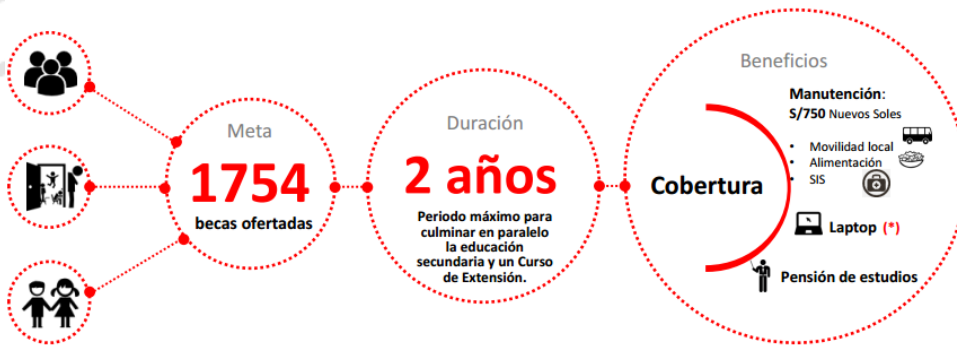 Meta
1754
becas ofertadas
Duración
2 años
Periodo máximo para
culminar en paralelo
la educación
secundaria y un Curso
de Extensión.
Beneficios
Cobertura
Manutención:
S/750 Nuevos Soles
• Movilidad local
• Alimentación
• SIS
Laptop (*)
Pensión de estudios